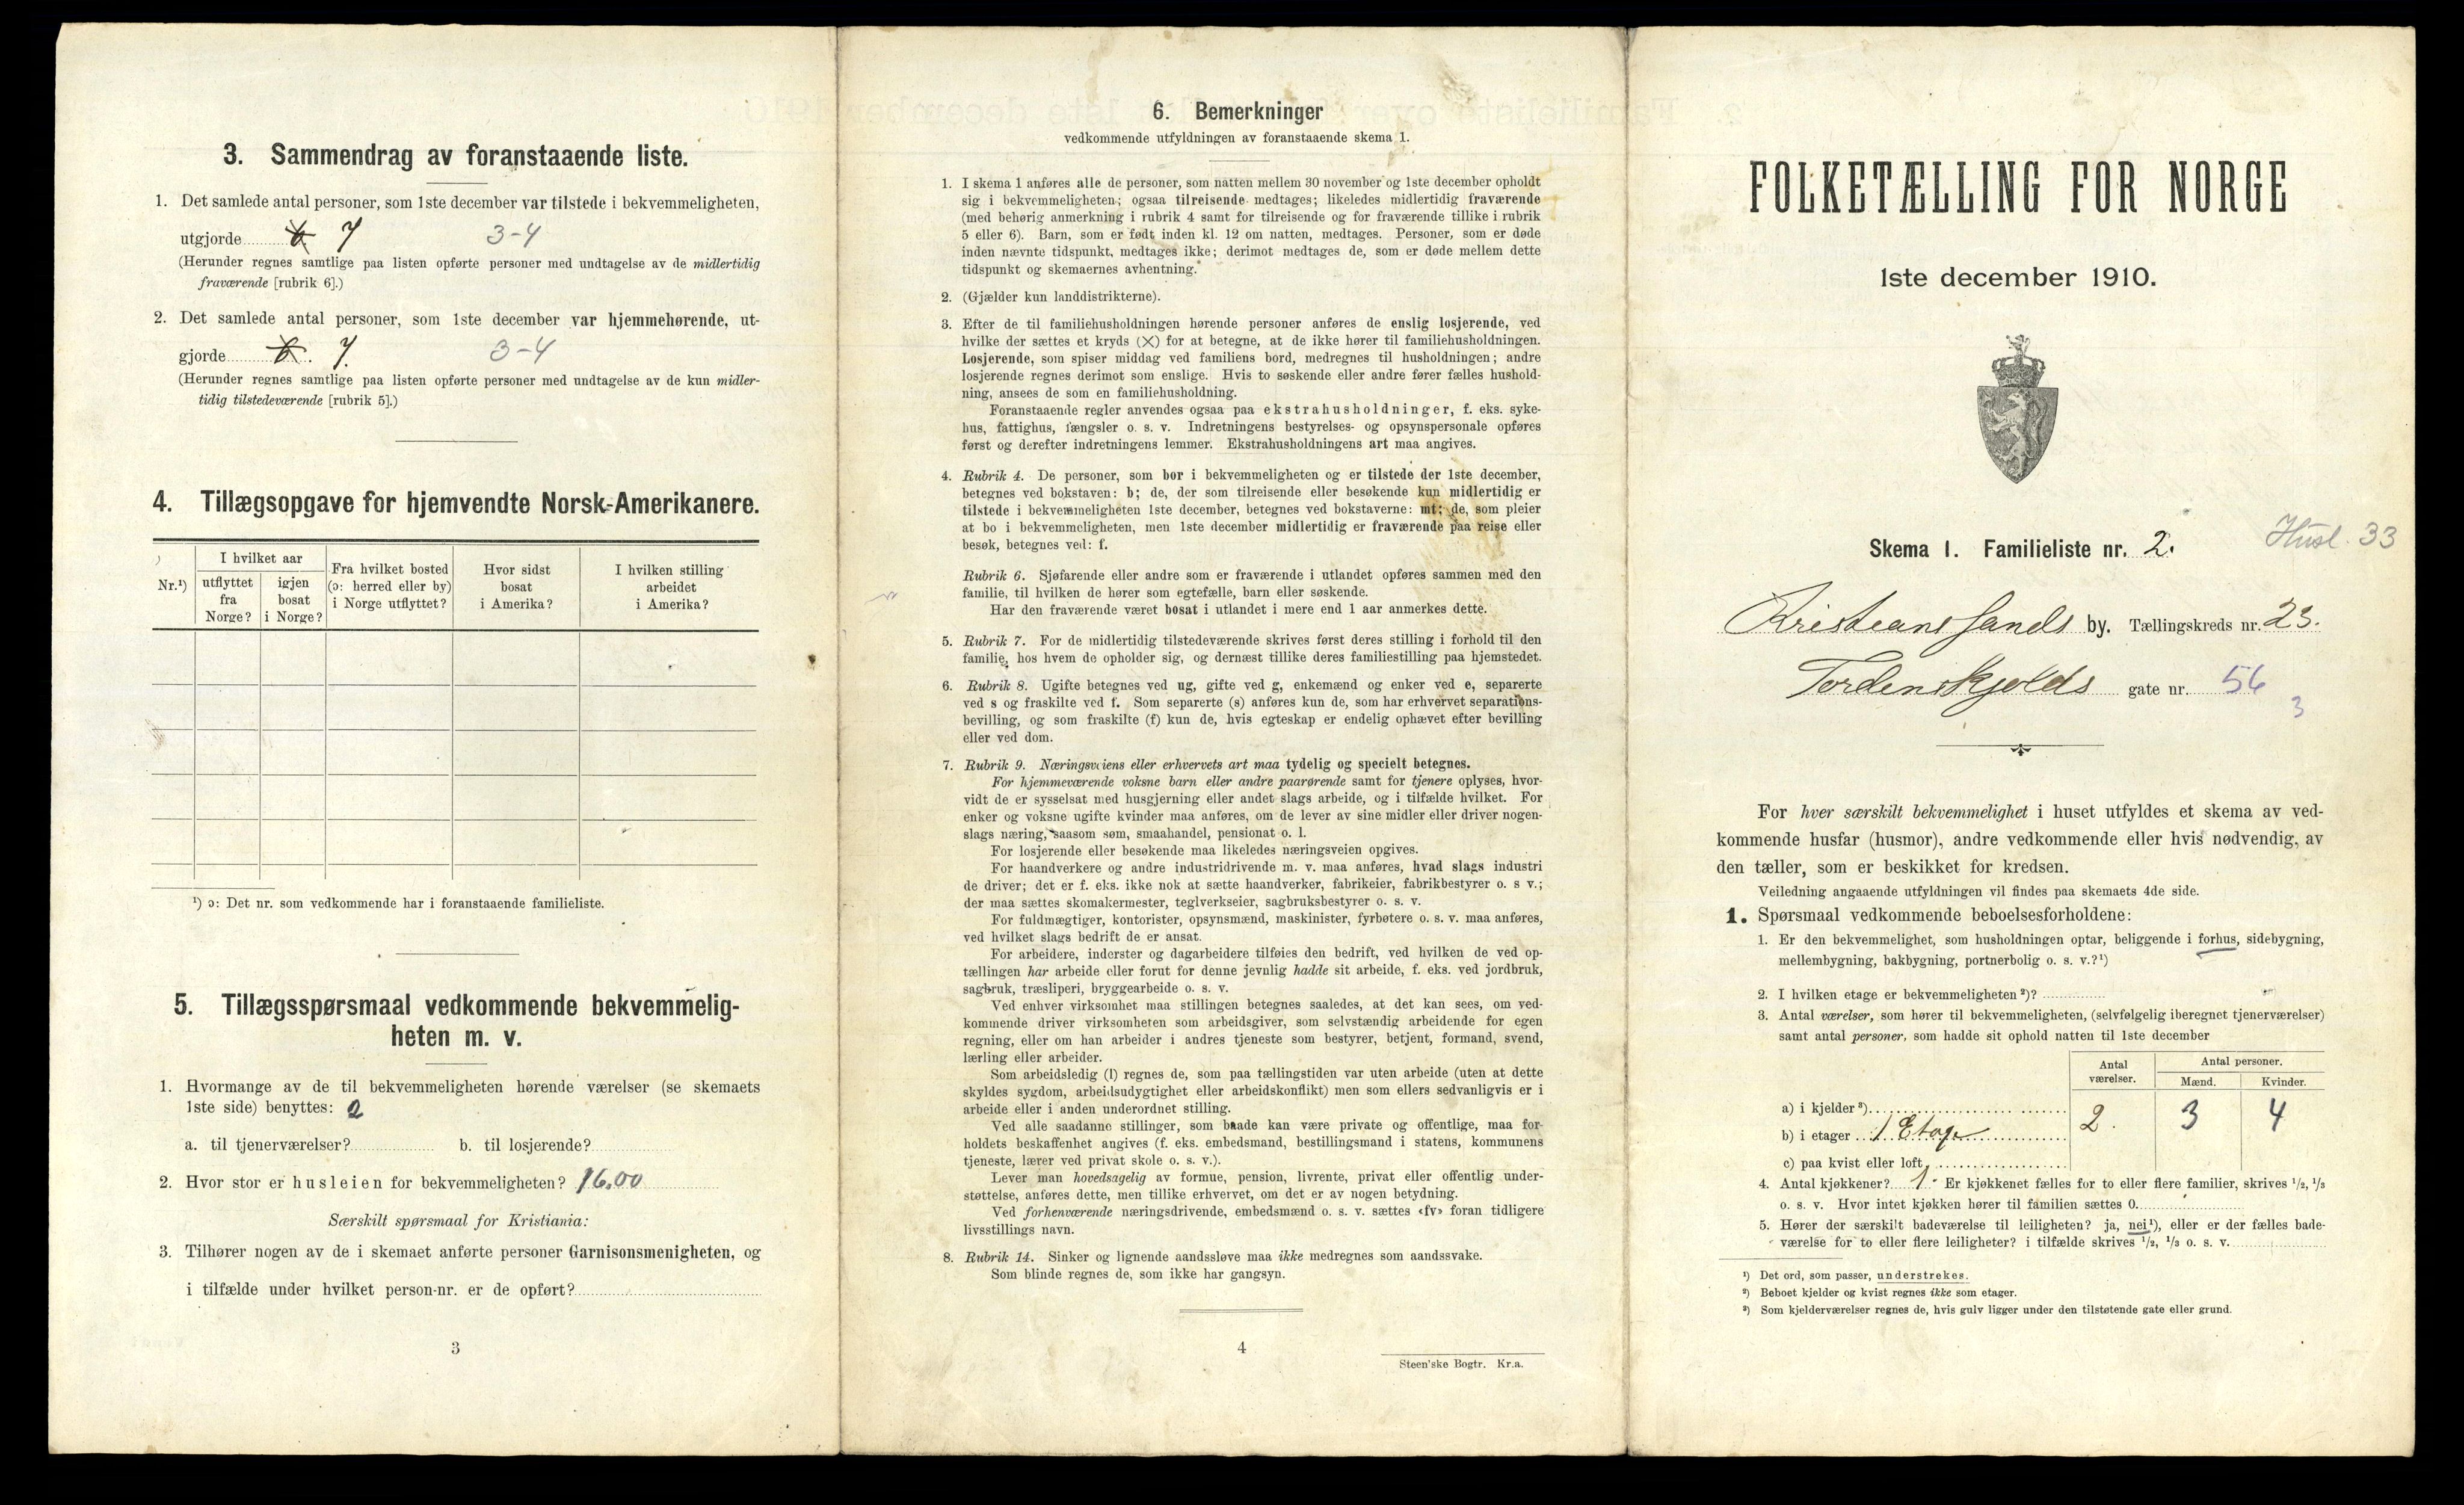 3. Sammendrag av foranstaaende liste.
1. Det samlede antal personer, som 1ste december var tilstede i bekvemmeligheten,
utgjorde 6 7 3-4
(Herunder regnes samtlige paa listen opførte personer med undtagelse av de midlertidig
fraværende [rubrik 6].)
2. Det samlede antal personer, som 1ste december var hjemmehørende, ut-
gjorde 6. 7. 3-4
(Herunder regnes samtlige paa listen opførte personer med undtagelse av de kun midler-
tidig tilstedeværende [rubrik 5].)
4. Tillægsopgave for hjemvendte Norsk-Amerikanere.
Nr.¹)
I hvilket aar
utflyttet fra Norge?
igjen bosat i Norge?
Fra hvilket bosted (ɔ: herred eller by) i Norge utflyttet?
Hvor sidst bosat i Amerika?
I hvilken stilling arbeidet i Amerika?
¹) ɔ: Det nr. som vedkommende har i foranstaaende familieliste.
5. Tillægsspørsmaal vedkommende bekvemmelig-
heten m. v.
1. Hvormange av de til bekvemmeligheten hørende værelser (se skemaets
1ste side) benyttes: 2
a. til tjenerværelser? b. til losjerende?
2. Hvor stor er husleien for bekvemmeligheten? 16.00
Særskilt spørsmaal for Kristiania:
3. Tilhører nogen av de i skemaet anførte personer Garnisonsmenigheten, og
i tilfælde under hvilket person-nr. er de opført?
3
6. Bemerkninger
vedkommende utfyldningen av foranstaaende skema 1.
1. I skema 1 anføres alle de personer, som natten mellem 30 november og 1ste december opholdt
sig i bekvemmeligheten; ogsaa tilreisende medtages; likeledes midlertidig fraværende
(med behørig anmerkning i rubrik 4 samt for tilreisende og for fraværende tillike i rubrik
5 eller 6). Barn, som er født inden kl. 12 om natten, medtages. Personer, som er døde
inden nævnte tidspunkt, medtages ikke; derimot medtages de, som er døde mellem dette
tidspunkt og skemaernes avhentning.
2. (Gjælder kun landdistrikterne).
3. Efter de til familiehusholdningen hørende personer anføres de enslig losjerende, ved
hvilke der sættes et kryds (×) for at betegne, at de ikke hører til familiehusholdningen.
Losjerende, som spiser middag ved familiens bord, medregnes til husholdningen; andre
losjerende regnes derimot som enslige. Hvis to søskende eller andre fører fælles hushold-
ning, ansees de som en familiehusholdning.
Foranstaaende regler anvendes ogsaa paa ekstrahusholdninger, f. eks. syke-
hus, fattighus, fængsler o. s. v. Indretningens bestyrelses- og opsynspersonale opføres
først og derefter indretningens lemmer. Ekstrahusholdningens art maa angives.
4. Rubrik 4. De personer, som bor i bekvemmeligheten og er tilstede der 1ste december,
betegnes ved bokstaven: b; de, der som tilreisende eller besøkende kun midlertidig er
tilstede i bekvemmeligheten 1ste december, betegnes ved bokstaverne: mt; de, som pleier
at bo i bekvemmeligheten, men 1ste december midlertidig er fraværende paa reise eller
besøk, betegnes ved: f.
Rubrik 6. Sjøfarende eller andre som er fraværende i utlandet opføres sammen med den
familie, til hvilken de hører som egtefælle, barn eller søskende.
Har den fraværende været bosat i utlandet i mere end 1 aar anmerkes dette.
5. Rubrik 7. For de midlertidig tilstedeværende skrives først deres stilling i forhold til den
familie, hos hvem de opholder sig, og dernæst tillike deres familiestilling paa hjemstedet.
6. Rubrik 8. Ugifte betegnes ved ug, gifte ved g, enkemænd og enker ved e, separerte
ved s og fraskilte ved f. Som separerte (s) anføres kun de, som har erhvervet separations-
bevilling, og som fraskilte (f) kun de, hvis egteskap er endelig ophævet efter bevilling
eller ved dom.
7. Rubrik 9. Næringsveiens eller erhvervets art maa tydelig og specielt betegnes.
For hjemmeværende voksne barn eller andre paarørende samt for tjenere oplyses, hvor-
vidt de er sysselsat med husgjerning eller andet slags arbeide, og i tilfælde hvilket. For
enker og voksne ugifte kvinder maa anføres, om de lever av sine midler eller driver nogen-
slags næring, saasom søm, smaahandel, pensionat o. l.
For losjerende eller besøkende maa likeledes næringsveien opgives.
For haandverkere og andre industridrivende m. v. maa anføres, hvad slags industri
de driver; det er f. eks. ikke nok at sætte haandverker, fabrikeier, fabrikbestyrer o. s v.;
der maa sættes skomakermester, teglverkseier, sagbruksbestyrer o. s. v.
For fuldmægtiger, kontorister, opsynsmænd, maskinister, fyrbøtere o. s. v. maa anføres,
ved hvilket slags bedrift de er ansat.
For arbeidere, inderster og dagarbeidere tilføies den bedrift, ved hvilken de ved op-
tællingen har arbeide eller forut for denne jevnlig hadde sit arbeide, f. eks. ved jordbruk,
sagbruk, træsliperi, bryggearbeide o. s. v.
Ved enhver virksomhet maa stillingen betegnes saaledes, at det kan sees, om ved-
kommende driver virksomheten som arbeidsgiver, som selvstændig arbeidende for egen
regning, eller om han arbeider i andres tjeneste som bestyrer, betjent, formand, svend,
lærling eller arbeider.
Som arbeidsledig (l) regnes de, som paa tællingstiden var uten arbeide (uten at dette
skyldes sygdom, arbeidsudygtighet eller arbeidskonflikt) men som ellers sedvanligvis er i
arbeide eller i anden underordnet stilling.
Ved alle saadanne stillinger, som baade kan være private og offentlige, maa for-
holdets beskaffenhet angives (f. eks. embedsmand, bestillingsmand i statens, kommunens
tjeneste, lærer ved privat skole o. s. v.).
Lever man hovedsagelig av formue, pension, livrente, privat eller offentlig under-
støttelse, anføres dette, men tillike erhvervet, om det er av nogen betydning.
Ved forhenværende næringsdrivende, embedsmænd o. s. v. sættes «fv» foran tidligere
livsstillings navn.
8. Rubrik 14. Sinker og lignende aandssløve maa ikke medregnes som aandssvake.
Som blinde regnes de, som ikke har gangsyn.
4
Steen'ske Bogtr. Kr.a.
FOLKETÆLLING FOR NORGE
1ste december 1910.
Husl. 33
Skema 1. Familieliste nr. 2.
Kristianssands by. Tællingskreds nr. 23.
Tordenskjolds gate nr. 56
3
For hver særskilt bekvemmelighet i huset utfyldes et skema av ved-
kommende husfar (husmor), andre vedkommende eller hvis nødvendig, av
den tæller, som er beskikket for kredsen.
Veiledning angaaende utfyldningen vil findes paa skemaets 4de side.
1. Spørsmaal vedkommende beboelsesforholdene:
1. Er den bekvemmelighet, som husholdningen optar, beliggende i forhus, sidebygning,
mellembygning, bakbygning, portnerbolig o. s. v.?¹)
2. I hvilken etage er bekvemmeligheten²)?
3. Antal værelser, som hører til bekvemmeligheten, (selvfølgelig iberegnet tjenerværelser)
samt antal personer, som hadde sit ophold natten til 1ste december
Antal værelser. Antal personer.
Mænd. Kvinder.
a) i kjelder³)
b) i etager 1 Etage 2. 3 4
c) paa kvist eller loft
4. Antal kjøkkener? 1. Er kjøkkenet fælles for to eller flere familier, skrives ¹/₂, ¹/₃
o. s. v. Hvor intet kjøkken hører til familien sættes 0.
5. Hører der særskilt badeværelse til leiligheten? ja, nei¹), eller er der fælles bade-
værelse for to eller flere leiligheter? i tilfælde skrives ¹/₂, ¹/₃ o. s. v.
¹) Det ord, som passer, understrekes.
²) Beboet kjelder og kvist regnes ikke som etager.
³) Som kjelderværelser regnes de, hvis gulv ligger under den tilstøtende gate eller grund.